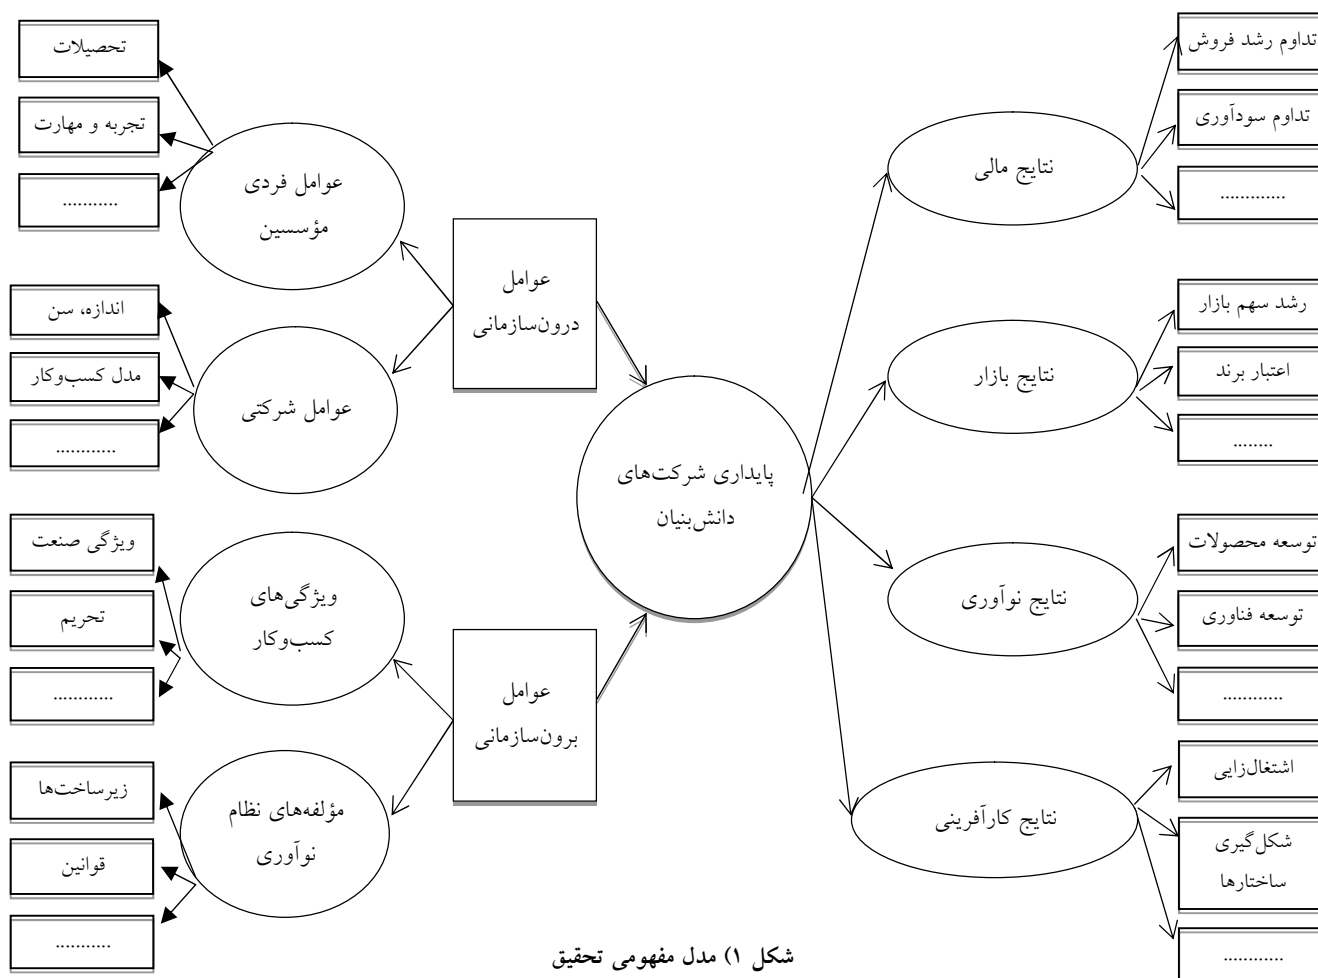 تداوم رشد فروش
تداوم سودآوری
.............
نتایج مالی
رشد سهم بازار
اعتبار برند
........
نتایج بازار
توسعه محصولات
توسعه فناوری
............
نتایج نوآوری
اشتغال‌زایی
شکل‌گیری
ساختارها
............
نتایج کارآفرینی
پایداری شرکت‌های
دانش‌بنیان
عوامل
درون‌سازمانی
عوامل
برون‌سازمانی
عوامل فردی
مؤسسین
تحصیلات
تجربه و مهارت
...........
عوامل شرکتی
اندازه، سن
مدل کسب‌وکار
............
ویژگی‌های
کسب‌وکار
ویژگی صنعت
تحریم
............
مؤلفه‌های نظام
نوآوری
زیرساخت‌ها
قوانین
...........
شکل ۱) مدل مفهومی تحقیق